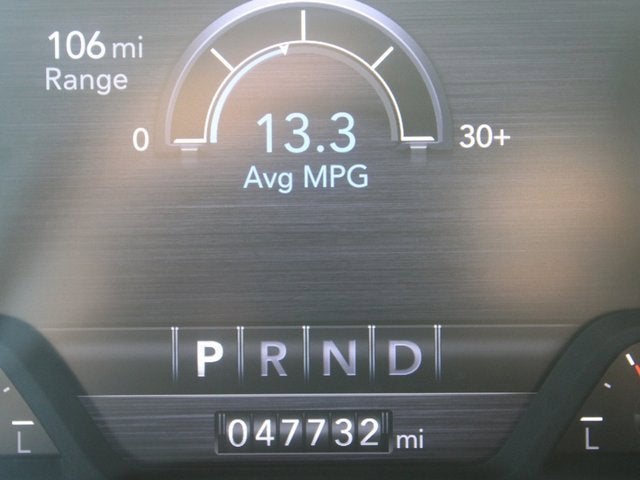 106 mi
Range
0
13.3
30+
Avg MPG
P R N D
047732 mi
L
L